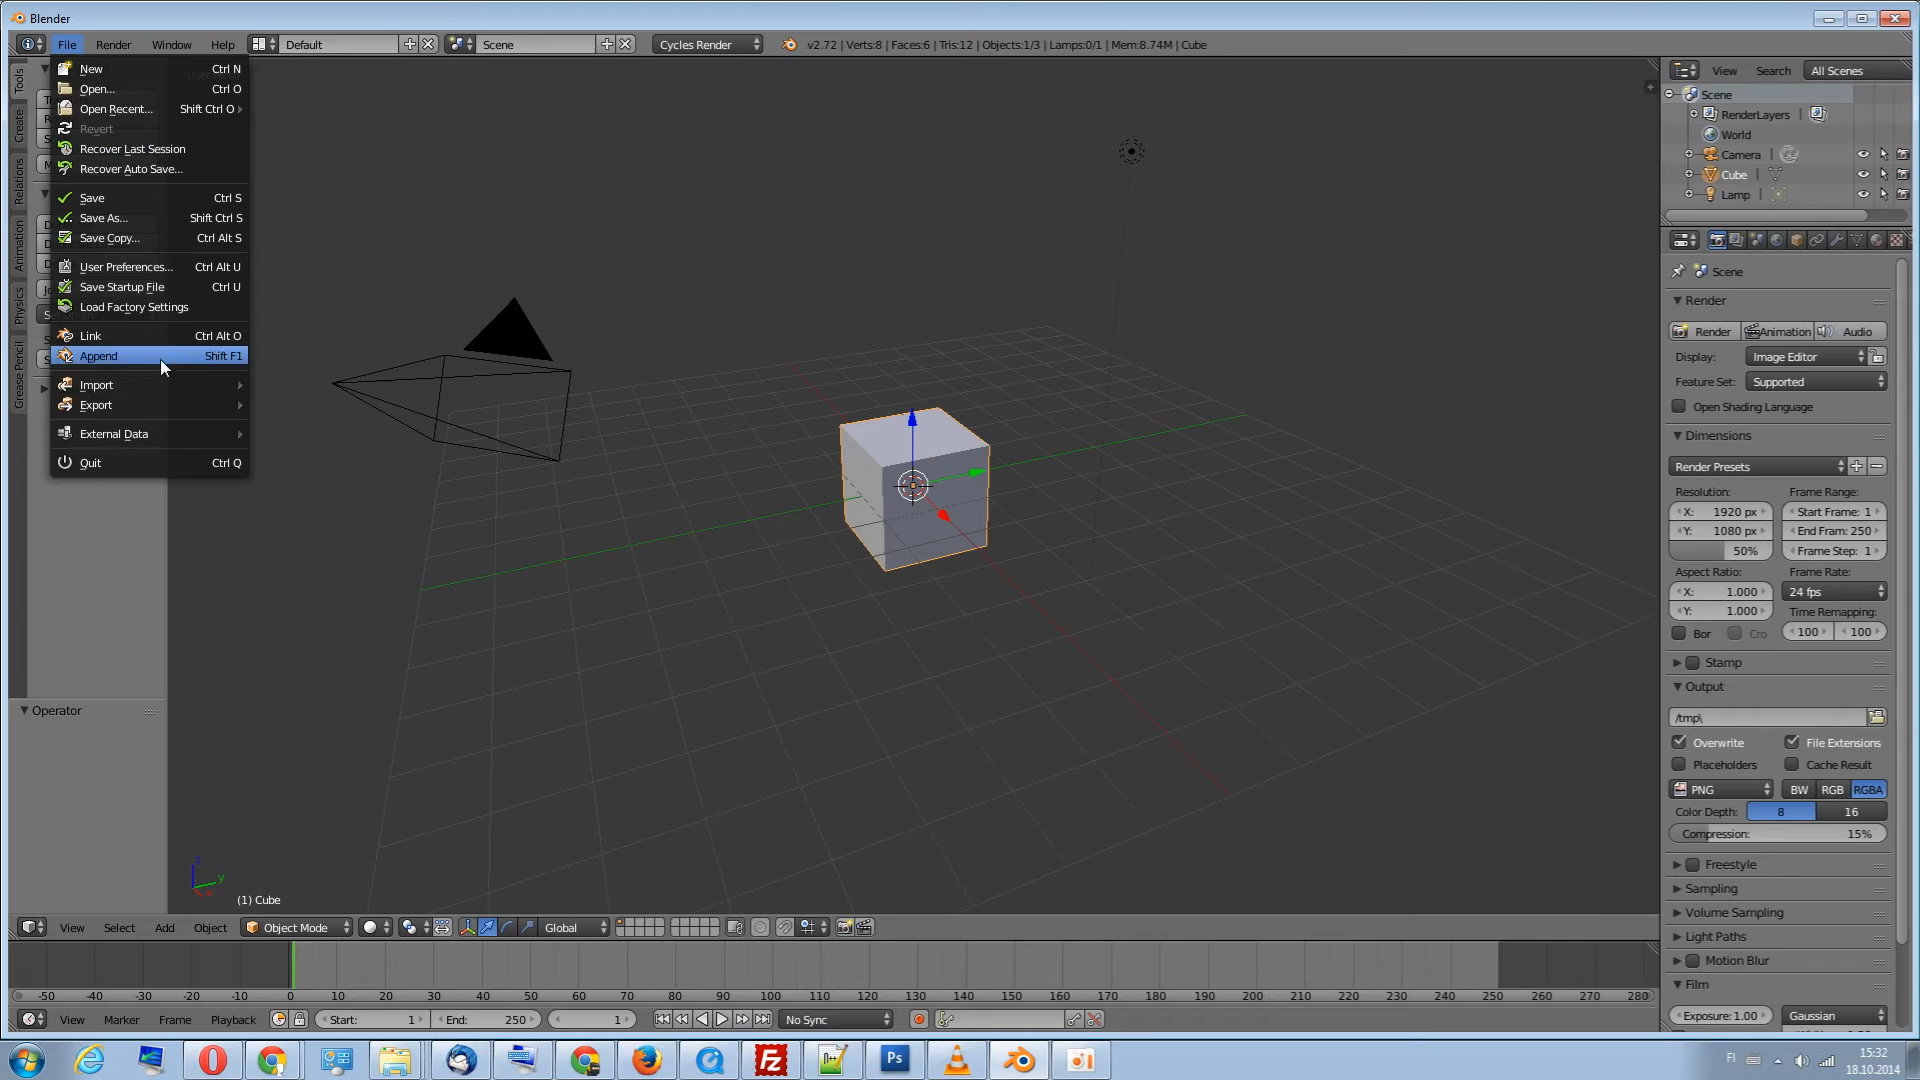 Blender
File Render Window Help Default Scene Cycles Render v2.72 | Verts:8 | Faces:6 | Tris:12 | Objects:1/3 | Lamps:0/1 | Mem:8.74M | Cube
New Ctrl N
Open... Ctrl O
Open Recent... Shift Ctrl O
Revert
Recover Last Session
Recover Auto Save...
Save Ctrl S
Save As... Shift Ctrl S
Save Copy... Ctrl Alt S
User Preferences... Ctrl Alt U
Save Startup File Ctrl U
Load Factory Settings
Link Ctrl Alt O
Append Shift F1
Import
Export
External Data
Quit Ctrl Q
Tools
Create
Relations
Animation
Physics
Grease Pencil
Operator
(1) Cube
z
y
View Select Add Object Object Mode Global
View Search All Scenes
Scene
RenderLayers
World
Camera
Cube
Lamp
Scene
Render
Render Animation Audio
Display: Image Editor
Feature Set: Supported
Open Shading Language
Dimensions
Render Presets
Resolution: Frame Range:
X: 1920 px Start Frame: 1
Y: 1080 px End Fram: 250
50% Frame Step: 1
Aspect Ratio: Frame Rate:
X: 1.000 24 fps
Y: 1.000 Time Remapping:
Bor Cro 100 100
Stamp
Output
/tmp\
Overwrite File Extensions
Placeholders Cache Result
PNG BW RGB RGBA
Color Depth: 8 16
Compression: 15%
Freestyle
Sampling
Volume Sampling
Light Paths
Motion Blur
Film
Exposure: 1.00 Gaussian
-50 -40 -30 -20 -10 0 10 20 30 40 50 60 70 80 90 100 110 120 130 140 150 160 170 180 190 200 210 220 230 240 250 260 270 280
View Marker Frame Playback Start: 1 End: 250 1 No Sync
Fz Ps
FI 15:32
18.10.2014